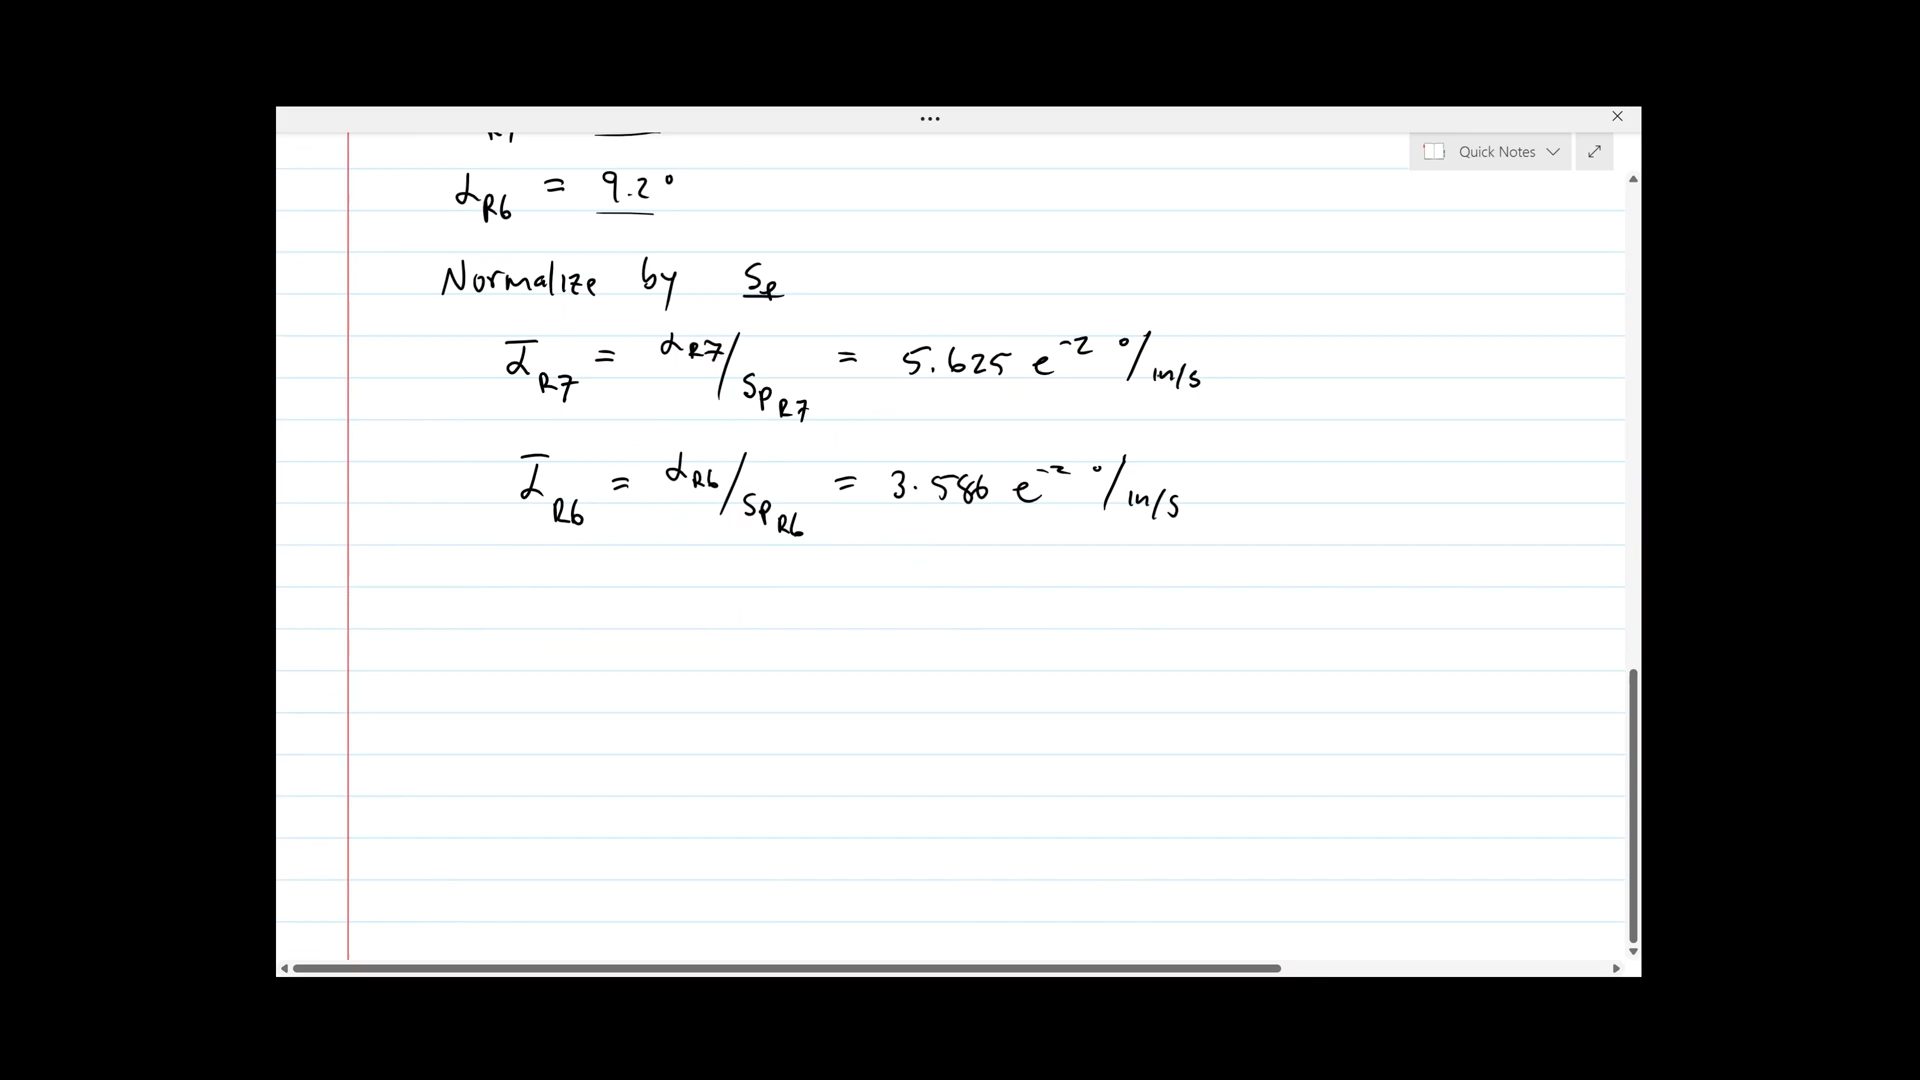 ...
Quick Notes
α_R6 = 9.2°
Normalize by Sp
ᾱ_R7 = α_R7/Sp_R7 = 5.625 e^-2 °/m/s
ᾱ_R6 = α_R6/Sp_R6 = 3.586 e^-2 °/m/s